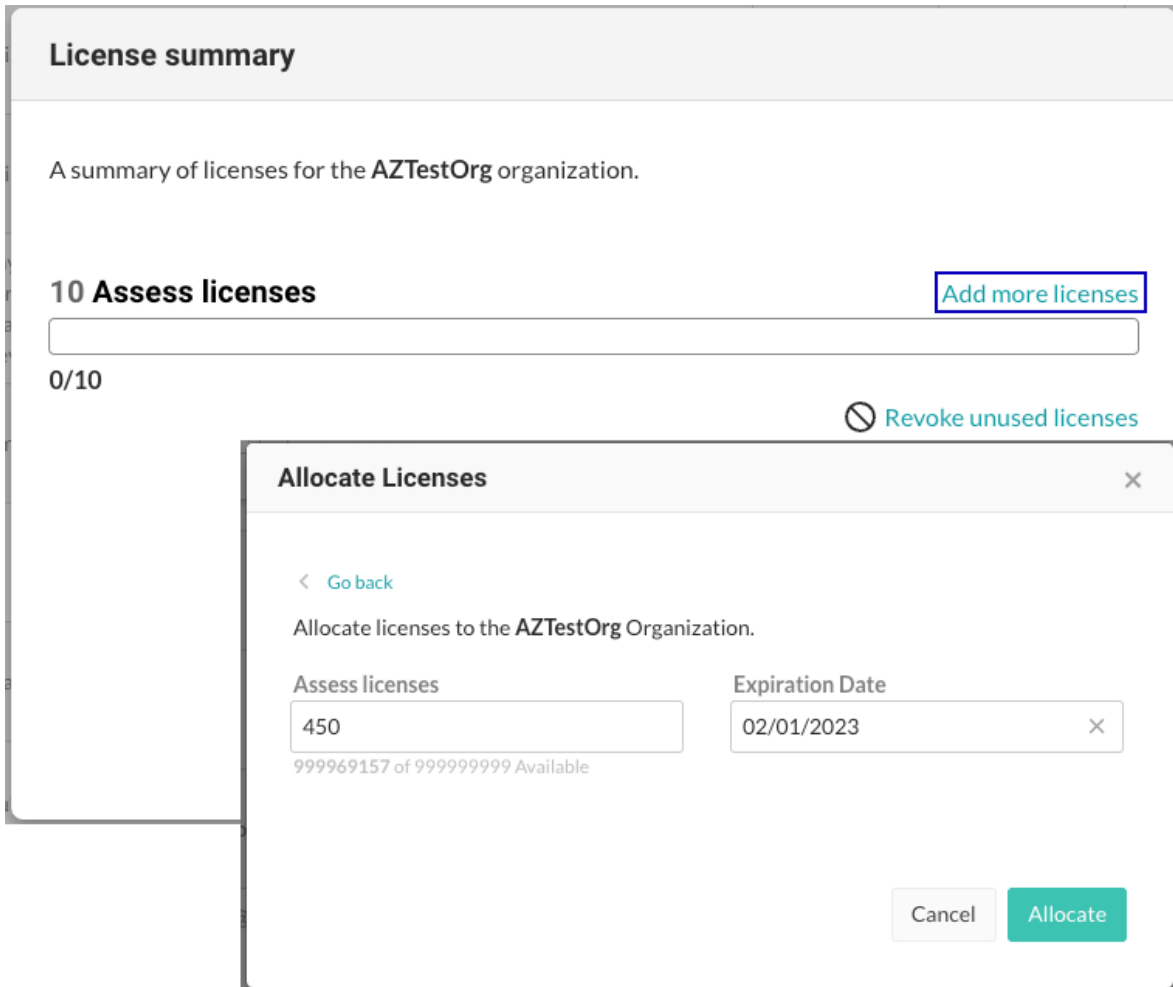 License summary
A summary of licenses for the AZTestOrg organization.
10 Assess licenses
Add more licenses
0/10
Revoke unused licenses
Allocate Licenses
Go back
Allocate licenses to the AZTestOrg Organization.
Assess licenses
Expiration Date
450
02/01/2023
999969157 of 999999999 Available
Cancel
Allocate